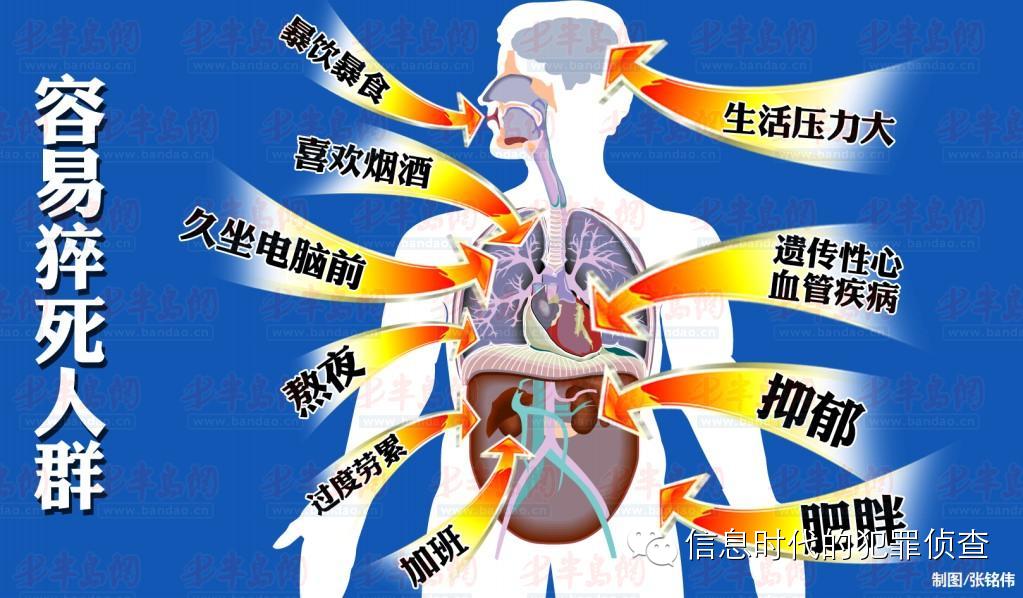 容易猝死人群
暴饮暴食
生活压力大
喜欢烟酒
久坐电脑前
遗传性心
血管疾病
熬夜
抑郁
过度劳累
肥胖
加班
信息时代的犯罪侦查
制图/张铭伟
半岛网
www.bandao.cn